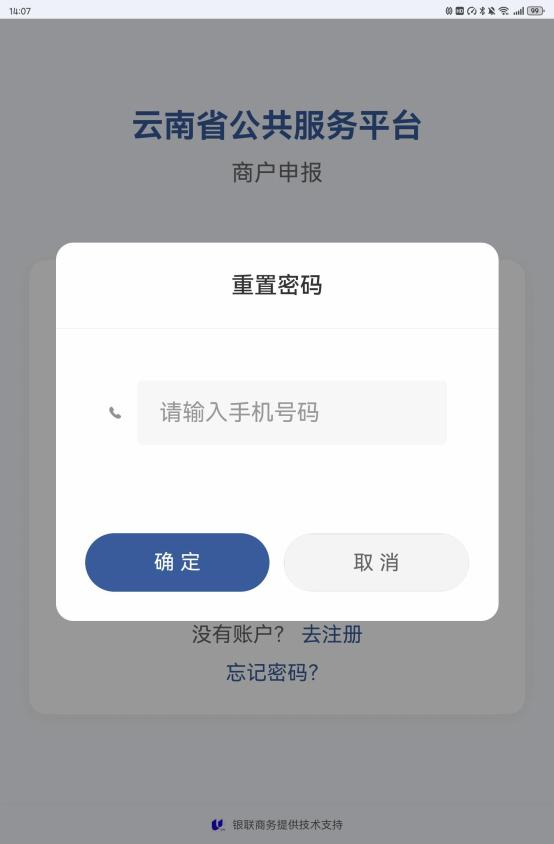 14:07
HD
99
云南省公共服务平台
商户申报
重置密码
请输入手机号码
确定 取消
没有账户？ 去注册
忘记密码？
银联商务提供技术支持